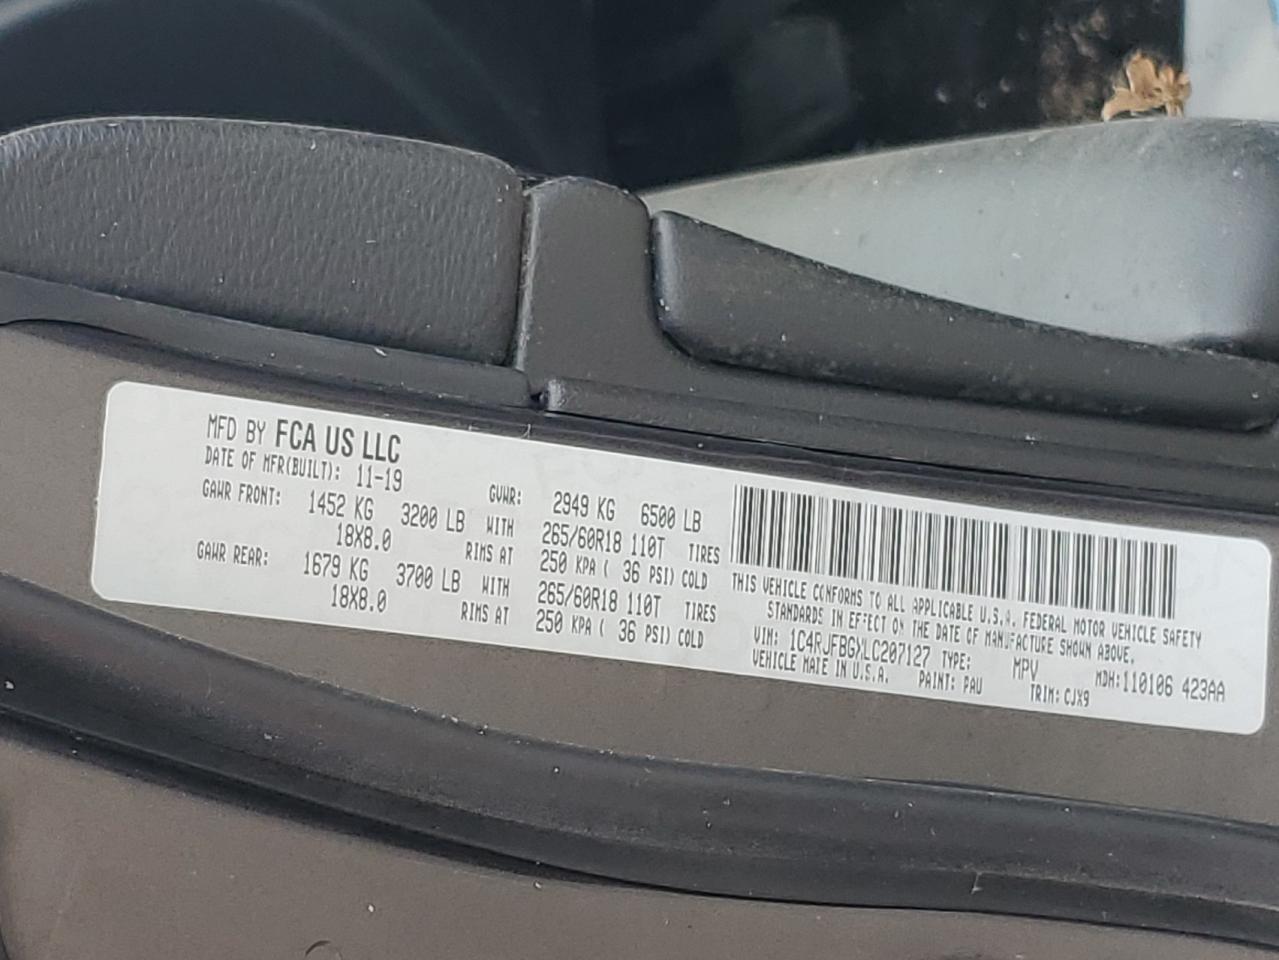 MFD BY FCA US LLC
DATE OF MFR(BUILT): 11-19 GVWR: 2949 KG 6500 LB
GAWR FRONT: 1452 KG 3200 LB WITH 265/60R18 110T TIRES
18X8.0 RIMS AT 250 KPA ( 36 PSI) COLD
GAWR REAR: 1679 KG 3700 LB WITH 265/60R18 110T TIRES
18X8.0 RIMS AT 250 KPA ( 36 PSI) COLD
THIS VEHICLE CONFORMS TO ALL APPLICABLE U.S.A. FEDERAL MOTOR VEHICLE SAFETY
STANDARDS IN EFFECT ON THE DATE OF MANUFACTURE SHOWN ABOVE.
VIN: 1C4RJFBGXLC207127 TYPE: MPV MDH:110106 423AA
VEHICLE MADE IN U.S.A. PAINT: PAU TRIM: CJX9